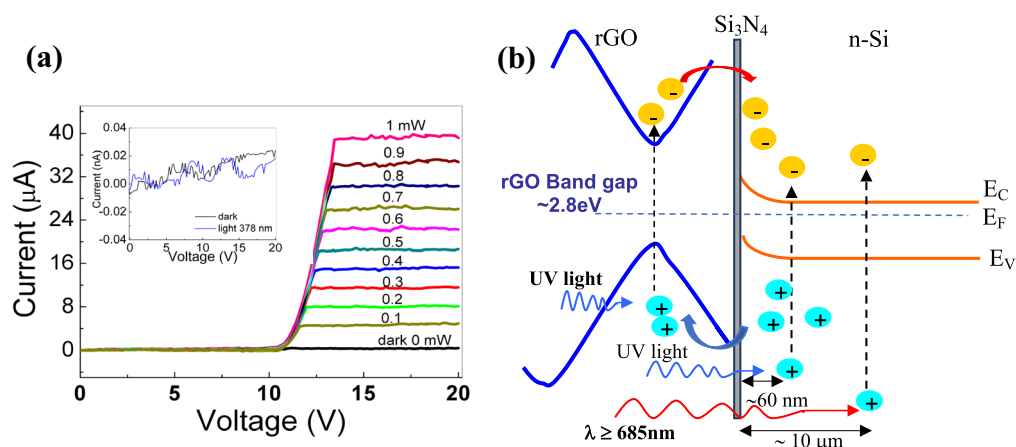 (a)
Current (µA)
40
32
24
16
8
0
0
5
10
15
20
Voltage (V)
1 mW
0.9
0.8
0.7
0.6
0.5
0.4
0.3
0.2
0.1
dark 0 mW
Current (nA)
0.04
0.02
0.00
-0.02
-0.04
0
5
10
15
20
Voltage (V)
dark
light 378 nm
(b)
rGO
Si3N4
n-Si
- - - - - -
rGO Band gap
~2.8eV
EC
EF
EV
UV light
+ + + + + + +
UV light
~60 nm
λ ≥ 685nm
~ 10 µm